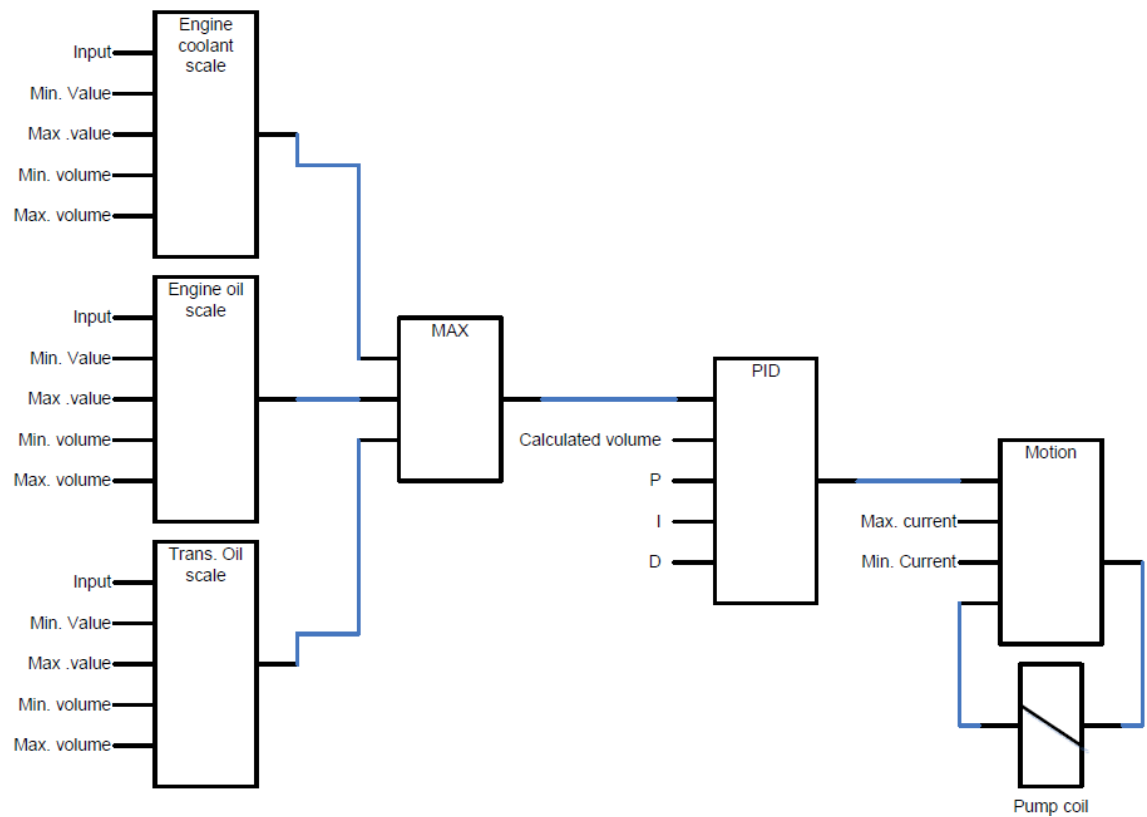 Engine
coolant
scale
Input
Min. Value
Max .value
Min. volume
Max. volume
Engine oil
scale
Input
Min. Value
Max .value
Min. volume
Max. volume
Trans. Oil
scale
Input
Min. Value
Max .value
Min. volume
Max. volume
MAX
PID
Calculated volume
P
I
D
Motion
Max. current
Min. Current
Pump coil